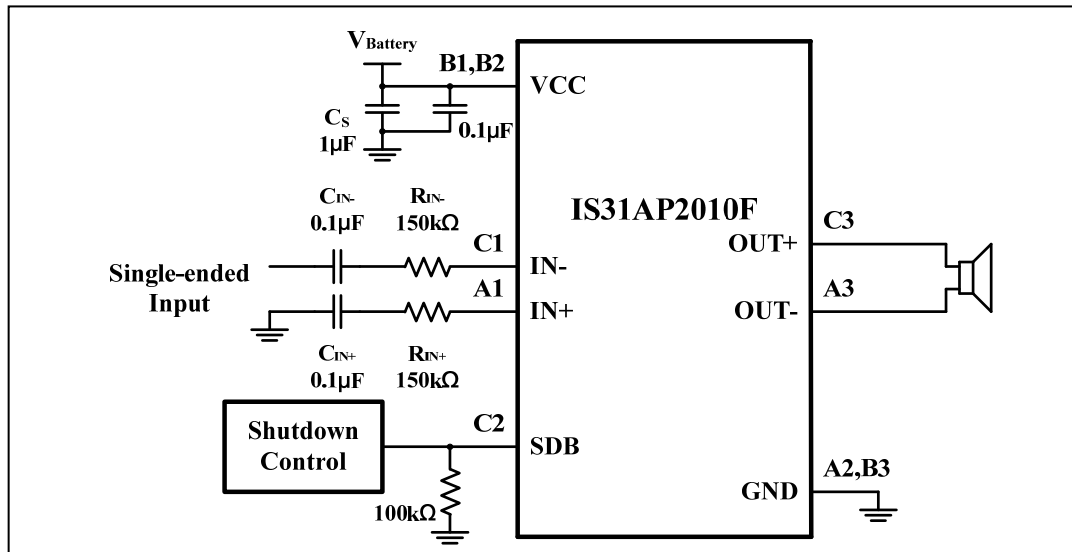 VBattery
B1,B2
VCC
CS
1µF
0.1µF
IS31AP2010F
CIN-
0.1µF
RIN-
150kΩ
C1
IN-
Single-ended
Input
A1
IN+
CIN+
0.1µF
RIN+
150kΩ
C3
OUT+
A3
OUT-
Shutdown
Control
C2
SDB
100kΩ
A2,B3
GND